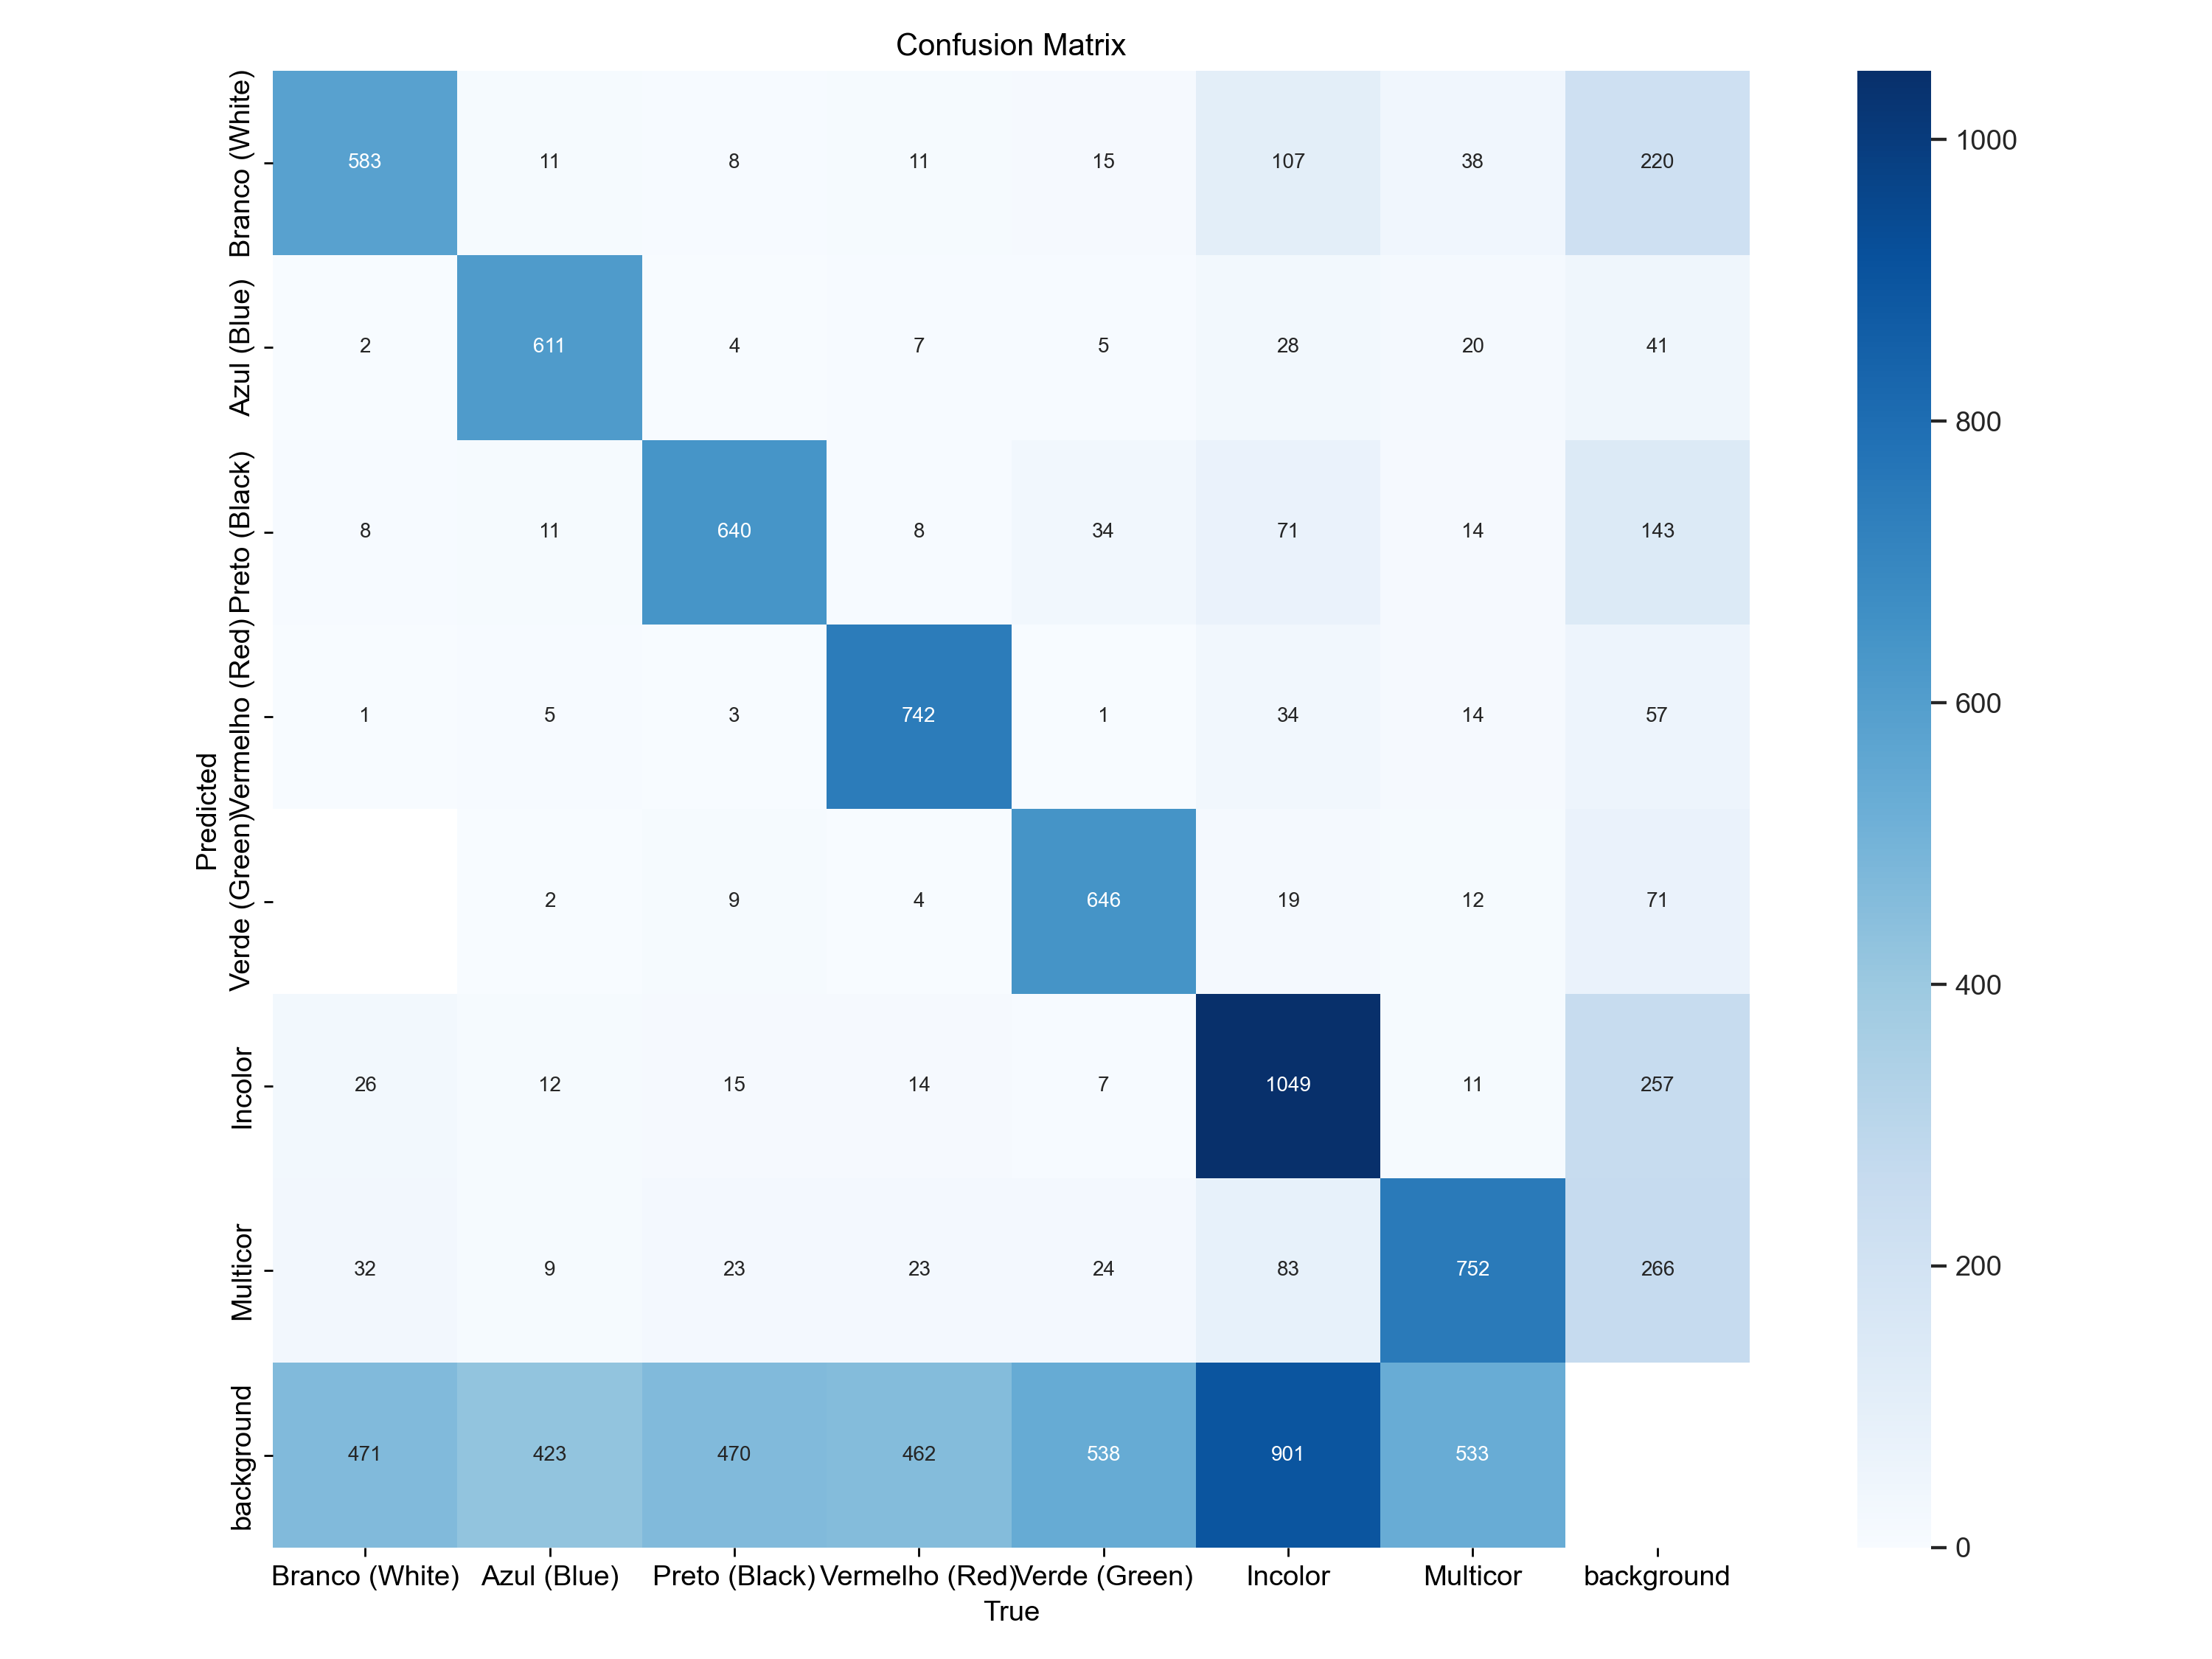 Confusion Matrix
Branco (White)
583 11 8 11 15 107 38 220
Azul (Blue)
2 611 4 7 5 28 20 41
Preto (Black)
8 11 640 8 34 71 14 143
Vermelho (Red)
1 5 3 742 1 34 14 57
Verde (Green)
2 9 4 646 19 12 71
Incolor
26 12 15 14 7 1049 11 257
Multicor
32 9 23 23 24 83 752 266
background
471 423 470 462 538 901 533
Predicted
Branco (White) Azul (Blue) Preto (Black) Vermelho (Red) Verde (Green) Incolor Multicor background
True
1000
800
600
400
200
0